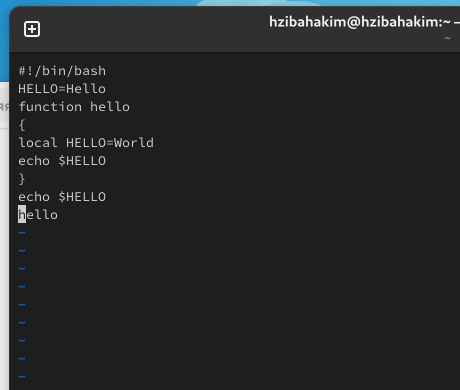 hzibahakim@hzibahakim:~ –
~
#!/bin/bash
HELLO=Hello
function hello
{
local HELLO=World
echo $HELLO
}
echo $HELLO
hello
~
~
~
~
~
~
~
~
~